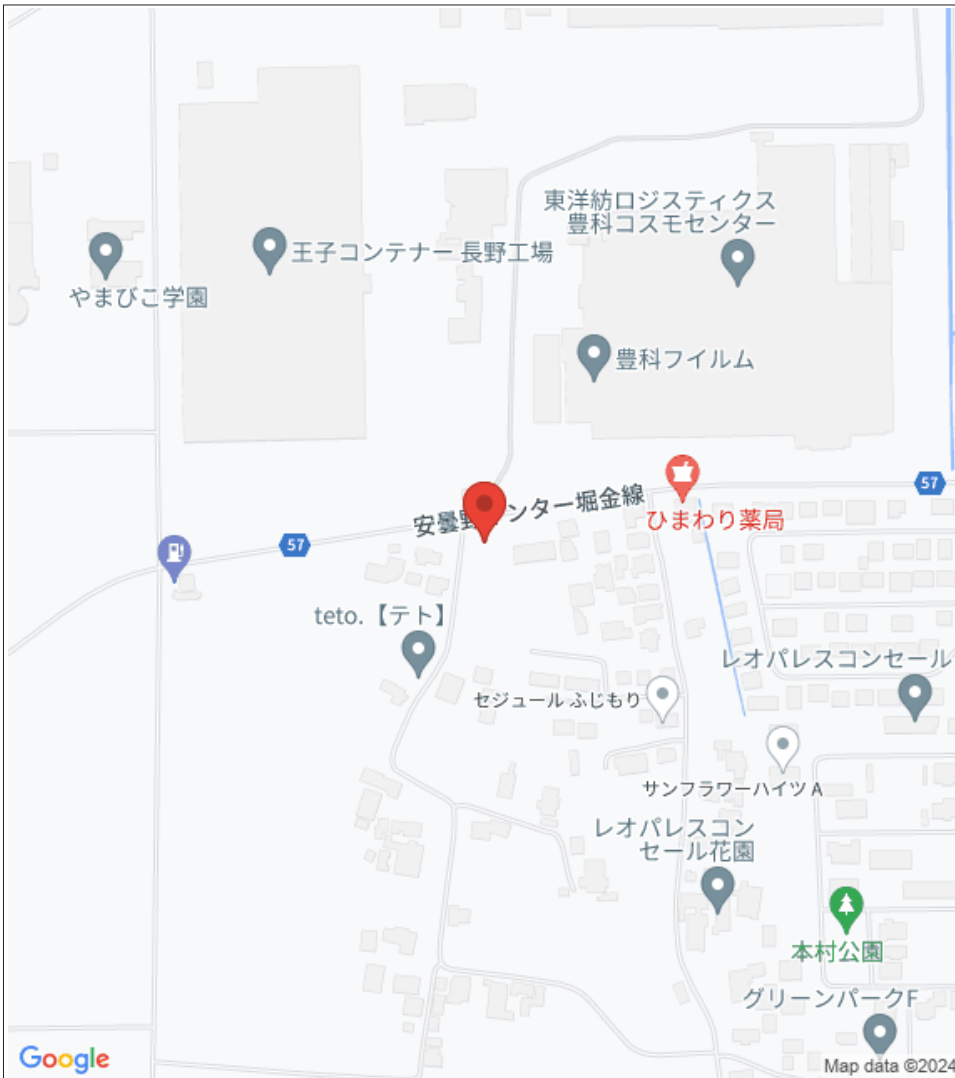 東洋紡ロジスティクス
豊科コスモセンター
王子コンテナー 長野工場
やまびこ学園
豊科フイルム
57
安曇野インター堀金線
ひまわり薬局
57
teto.【テト】
レオパレスコンセール
セジュール ふじもり
サンフラワーハイツ A
レオパレスコン
セール花園
本村公園
グリーンパークF
Google
Map data ©2024